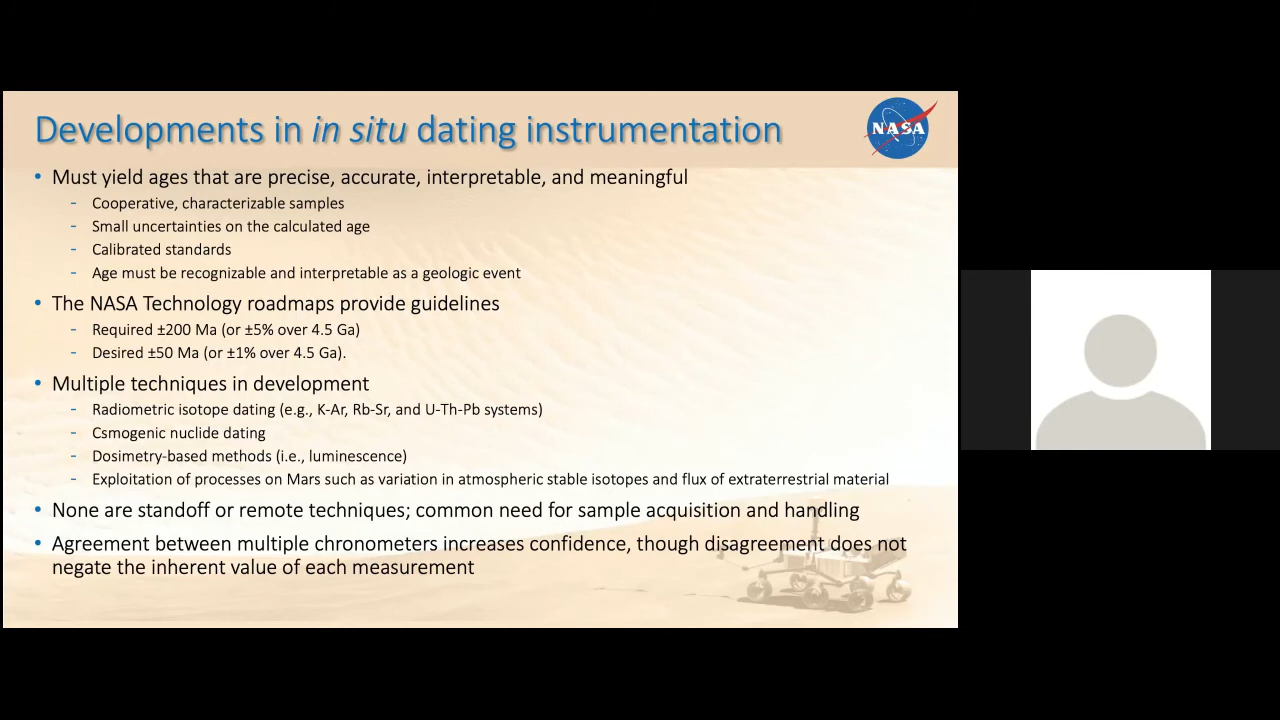 Developments in in situ dating instrumentation
NASA
• Must yield ages that are precise, accurate, interpretable, and meaningful
- Cooperative, characterizable samples
- Small uncertainties on the calculated age
- Calibrated standards
- Age must be recognizable and interpretable as a geologic event
• The NASA Technology roadmaps provide guidelines
- Required ±200 Ma (or ±5% over 4.5 Ga)
- Desired ±50 Ma (or ±1% over 4.5 Ga).
• Multiple techniques in development
- Radiometric isotope dating (e.g., K-Ar, Rb-Sr, and U-Th-Pb systems)
- Csmogenic nuclide dating
- Dosimetry-based methods (i.e., luminescence)
- Exploitation of processes on Mars such as variation in atmospheric stable isotopes and flux of extraterrestrial material
• None are standoff or remote techniques; common need for sample acquisition and handling
• Agreement between multiple chronometers increases confidence, though disagreement does not
negate the inherent value of each measurement